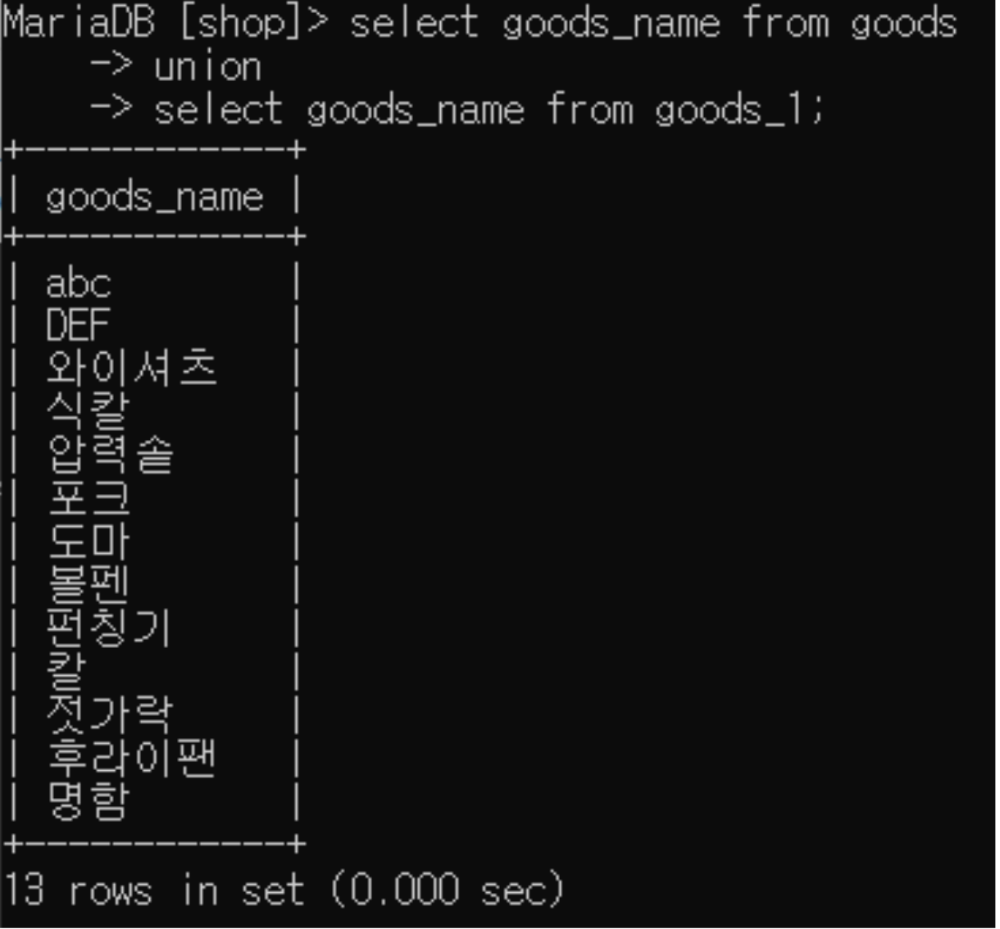 MariaDB [shop]> select goods_name from goods
    -> union
    -> select goods_name from goods_1;
+------------+
| goods_name |
+------------+
| abc        |
| DEF        |
| 와이셔츠   |
| 식칼       |
| 압력솥     |
| 포크       |
| 도마       |
| 볼펜       |
| 펀칭기     |
| 칼         |
| 젓가락     |
| 후라이팬   |
| 명함       |
+------------+
13 rows in set (0.000 sec)